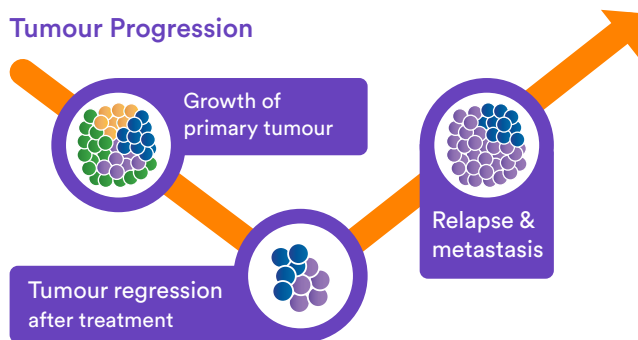 Tumour Progression
Growth of
primary tumour
Tumour regression
after treatment
Relapse &
metastasis